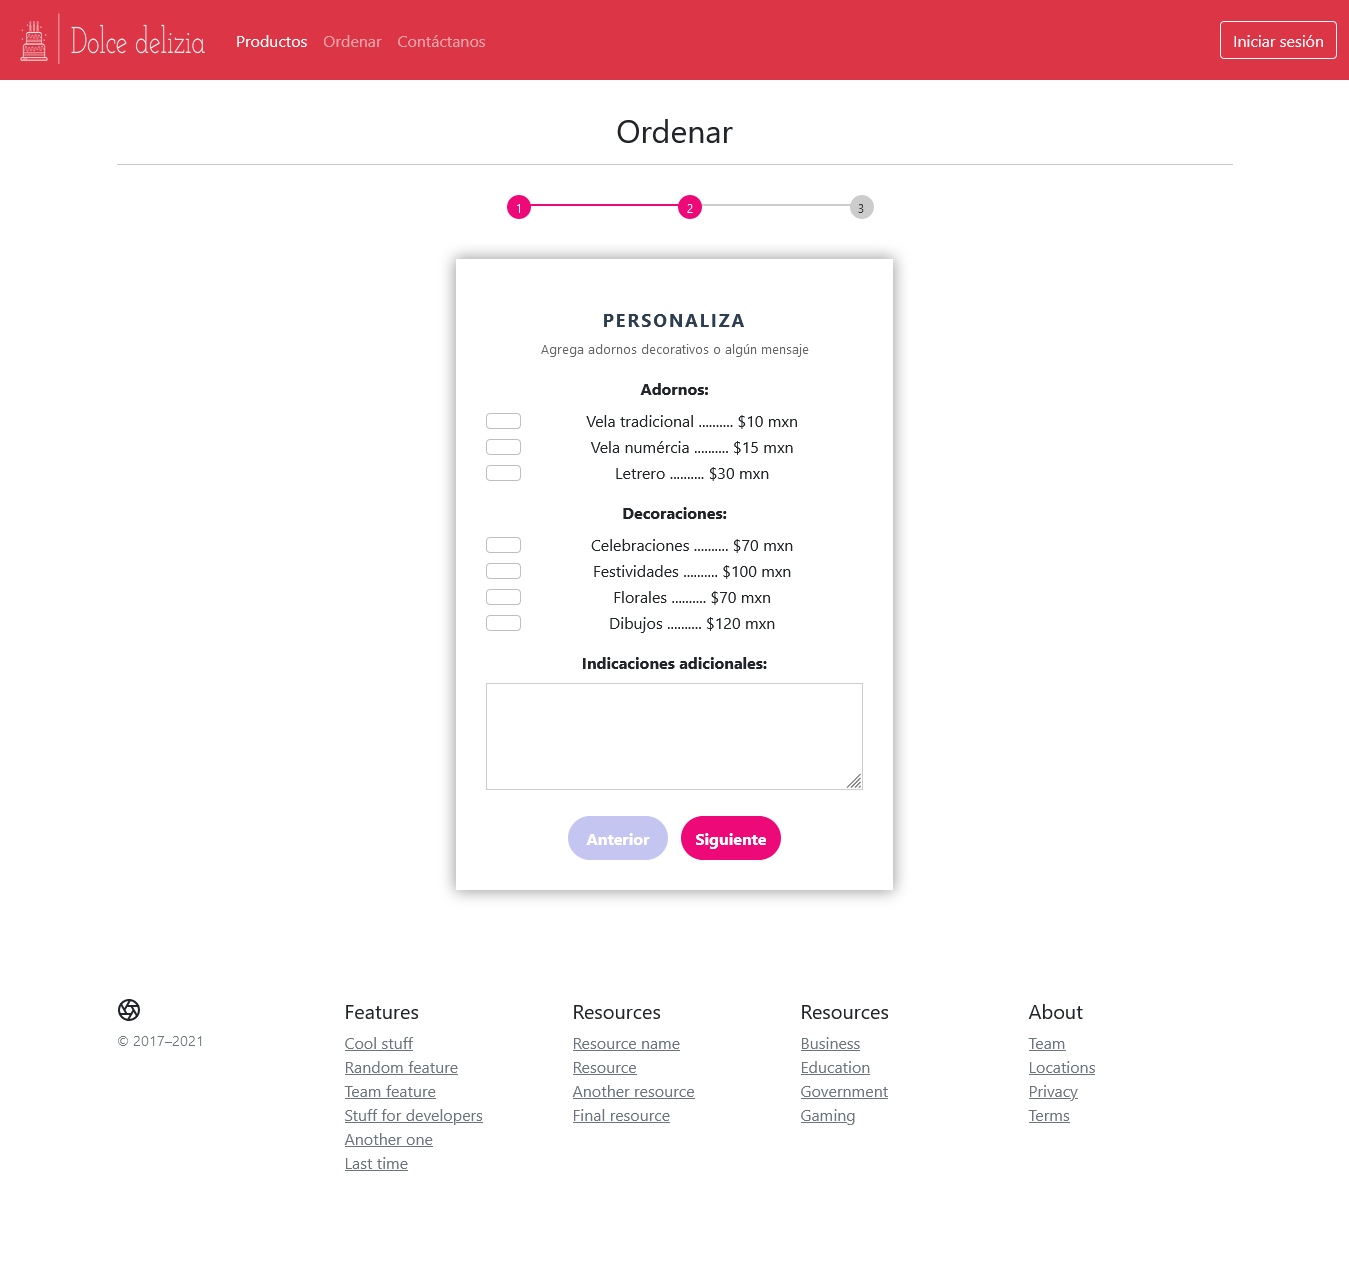 Dolce delizia
Productos
Ordenar
Contáctanos
Iniciar sesión
Ordenar
1
2
3
PERSONALIZA
Agrega adornos decorativos o algún mensaje
Adornos:
Vela tradicional .......... $10 mxn
Vela numércia .......... $15 mxn
Letrero .......... $30 mxn
Decoraciones:
Celebraciones .......... $70 mxn
Festividades .......... $100 mxn
Florales .......... $70 mxn
Dibujos .......... $120 mxn
Indicaciones adicionales:
Anterior
Siguiente
© 2017–2021
Features
Cool stuff
Random feature
Team feature
Stuff for developers
Another one
Last time
Resources
Resource name
Resource
Another resource
Final resource
Resources
Business
Education
Government
Gaming
About
Team
Locations
Privacy
Terms